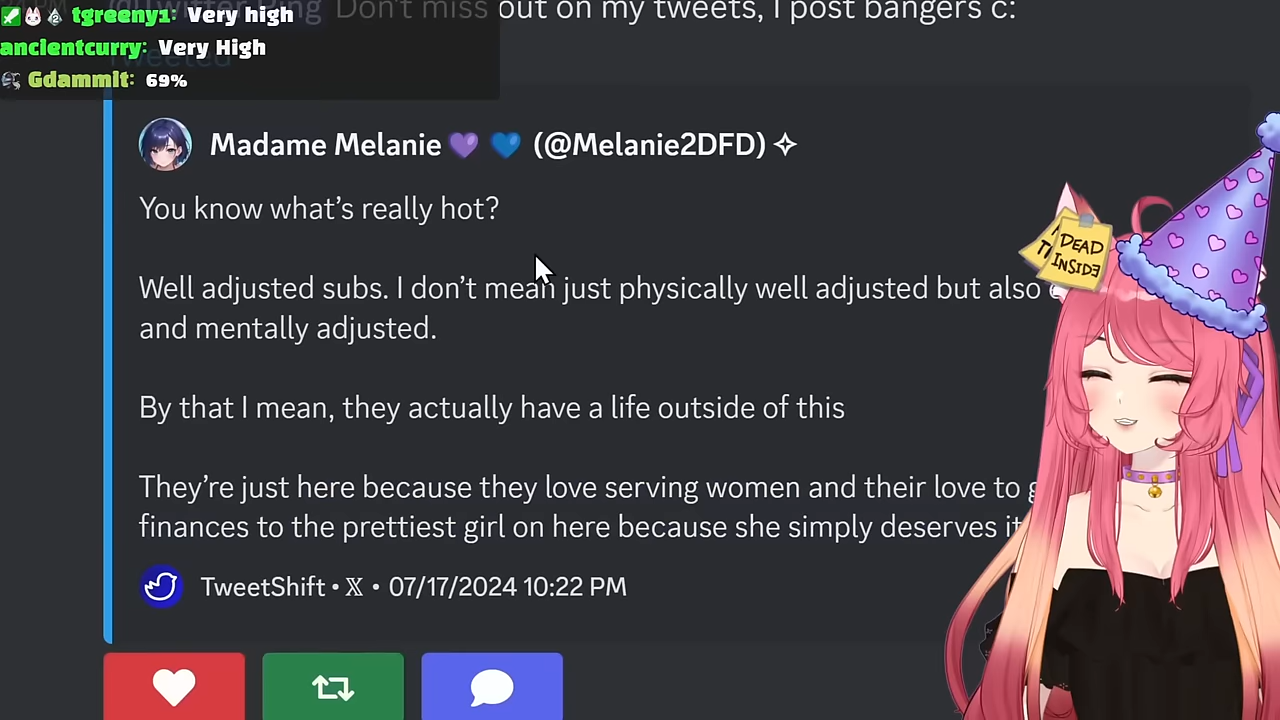 Ping Don't miss out on my tweets, I post bangers c:
tgreeny1: Very high
ancientcurry: Very High
Tweeted
Gdammit: 69%
Madame Melanie 💜 💙 (@Melanie2DFD) ✧
You know what's really hot?
Well adjusted subs. I don't mean just physically well adjusted but also
and mentally adjusted.
By that I mean, they actually have a life outside of this
They're just here because they love serving women and their love to
finances to the prettiest girl on here because she simply deserves it
TweetShift • X • 07/17/2024 10:22 PM
DEAD
INSIDE